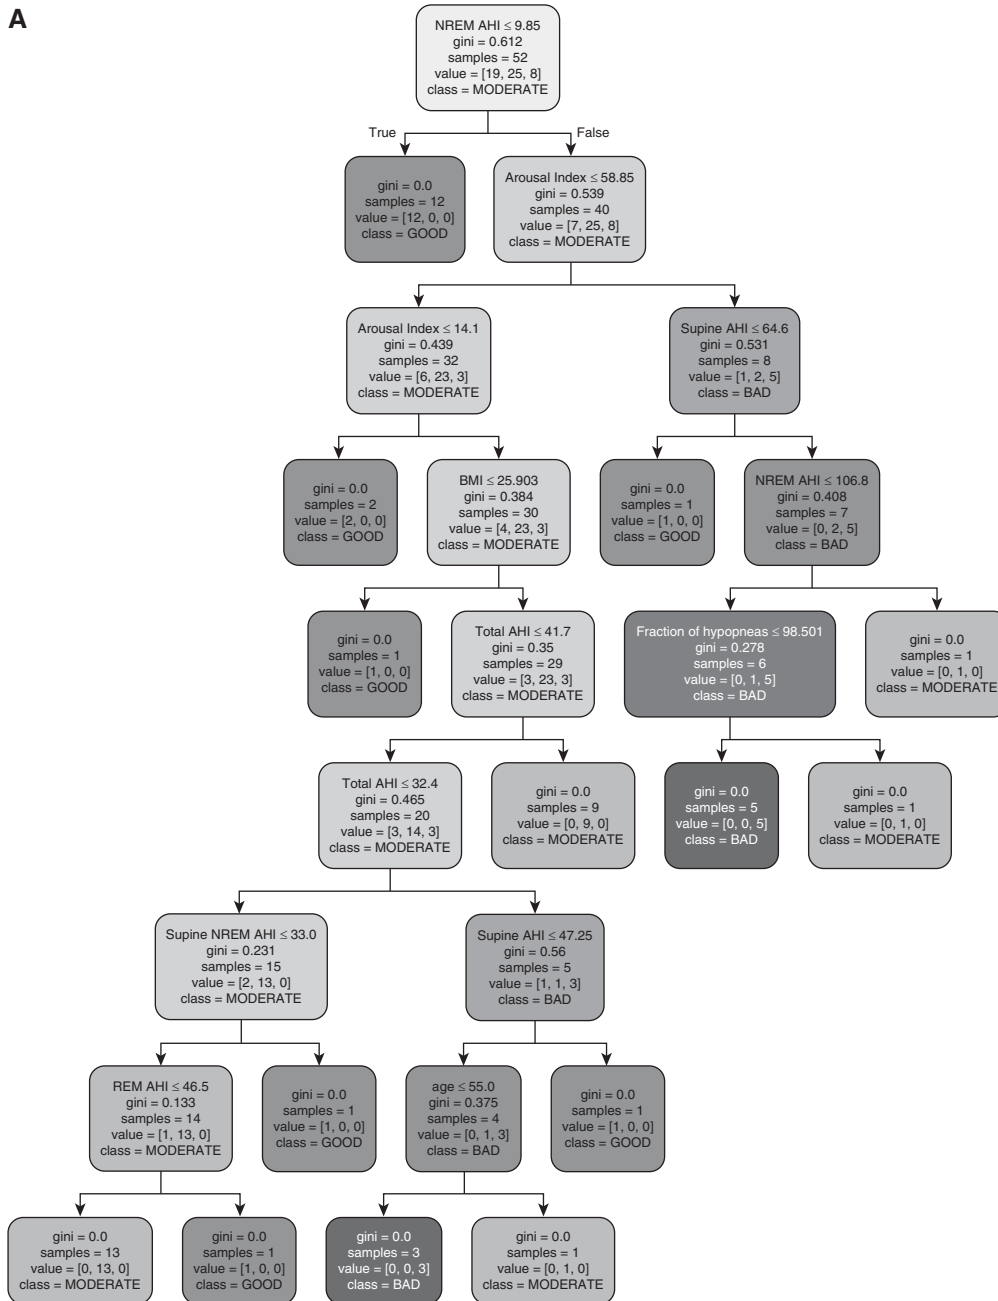 A
NREM AHI ≤ 9.85
gini = 0.612
samples = 52
value = [19, 25, 8]
class = MODERATE
True
False
gini = 0.0
samples = 12
value = [12, 0, 0]
class = GOOD
Arousal Index ≤ 58.85
gini = 0.539
samples = 40
value = [7, 25, 8]
class = MODERATE
Arousal Index ≤ 14.1
gini = 0.439
samples = 32
value = [6, 23, 3]
class = MODERATE
Supine AHI ≤ 64.6
gini = 0.531
samples = 8
value = [1, 2, 5]
class = BAD
gini = 0.0
samples = 2
value = [2, 0, 0]
class = GOOD
BMI ≤ 25.903
gini = 0.384
samples = 30
value = [4, 23, 3]
class = MODERATE
gini = 0.0
samples = 1
value = [1, 0, 0]
class = GOOD
NREM AHI ≤ 106.8
gini = 0.408
samples = 7
value = [0, 2, 5]
class = BAD
gini = 0.0
samples = 1
value = [1, 0, 0]
class = GOOD
Total AHI ≤ 41.7
gini = 0.35
samples = 29
value = [3, 23, 3]
class = MODERATE
Fraction of hypopneas ≤ 98.501
gini = 0.278
samples = 6
value = [0, 1, 5]
class = BAD
gini = 0.0
samples = 1
value = [0, 1, 0]
class = MODERATE
Total AHI ≤ 32.4
gini = 0.465
samples = 20
value = [3, 14, 3]
class = MODERATE
gini = 0.0
samples = 9
value = [0, 9, 0]
class = MODERATE
gini = 0.0
samples = 5
value = [0, 0, 5]
class = BAD
gini = 0.0
samples = 1
value = [0, 1, 0]
class = MODERATE
Supine NREM AHI ≤ 33.0
gini = 0.231
samples = 15
value = [2, 13, 0]
class = MODERATE
Supine AHI ≤ 47.25
gini = 0.56
samples = 5
value = [1, 1, 3]
class = BAD
REM AHI ≤ 46.5
gini = 0.133
samples = 14
value = [1, 13, 0]
class = MODERATE
gini = 0.0
samples = 1
value = [1, 0, 0]
class = GOOD
age ≤ 55.0
gini = 0.375
samples = 4
value = [0, 1, 3]
class = BAD
gini = 0.0
samples = 1
value = [1, 0, 0]
class = GOOD
gini = 0.0
samples = 13
value = [0, 13, 0]
class = MODERATE
gini = 0.0
samples = 1
value = [1, 0, 0]
class = GOOD
gini = 0.0
samples = 3
value = [0, 0, 3]
class = BAD
gini = 0.0
samples = 1
value = [0, 1, 0]
class = MODERATE